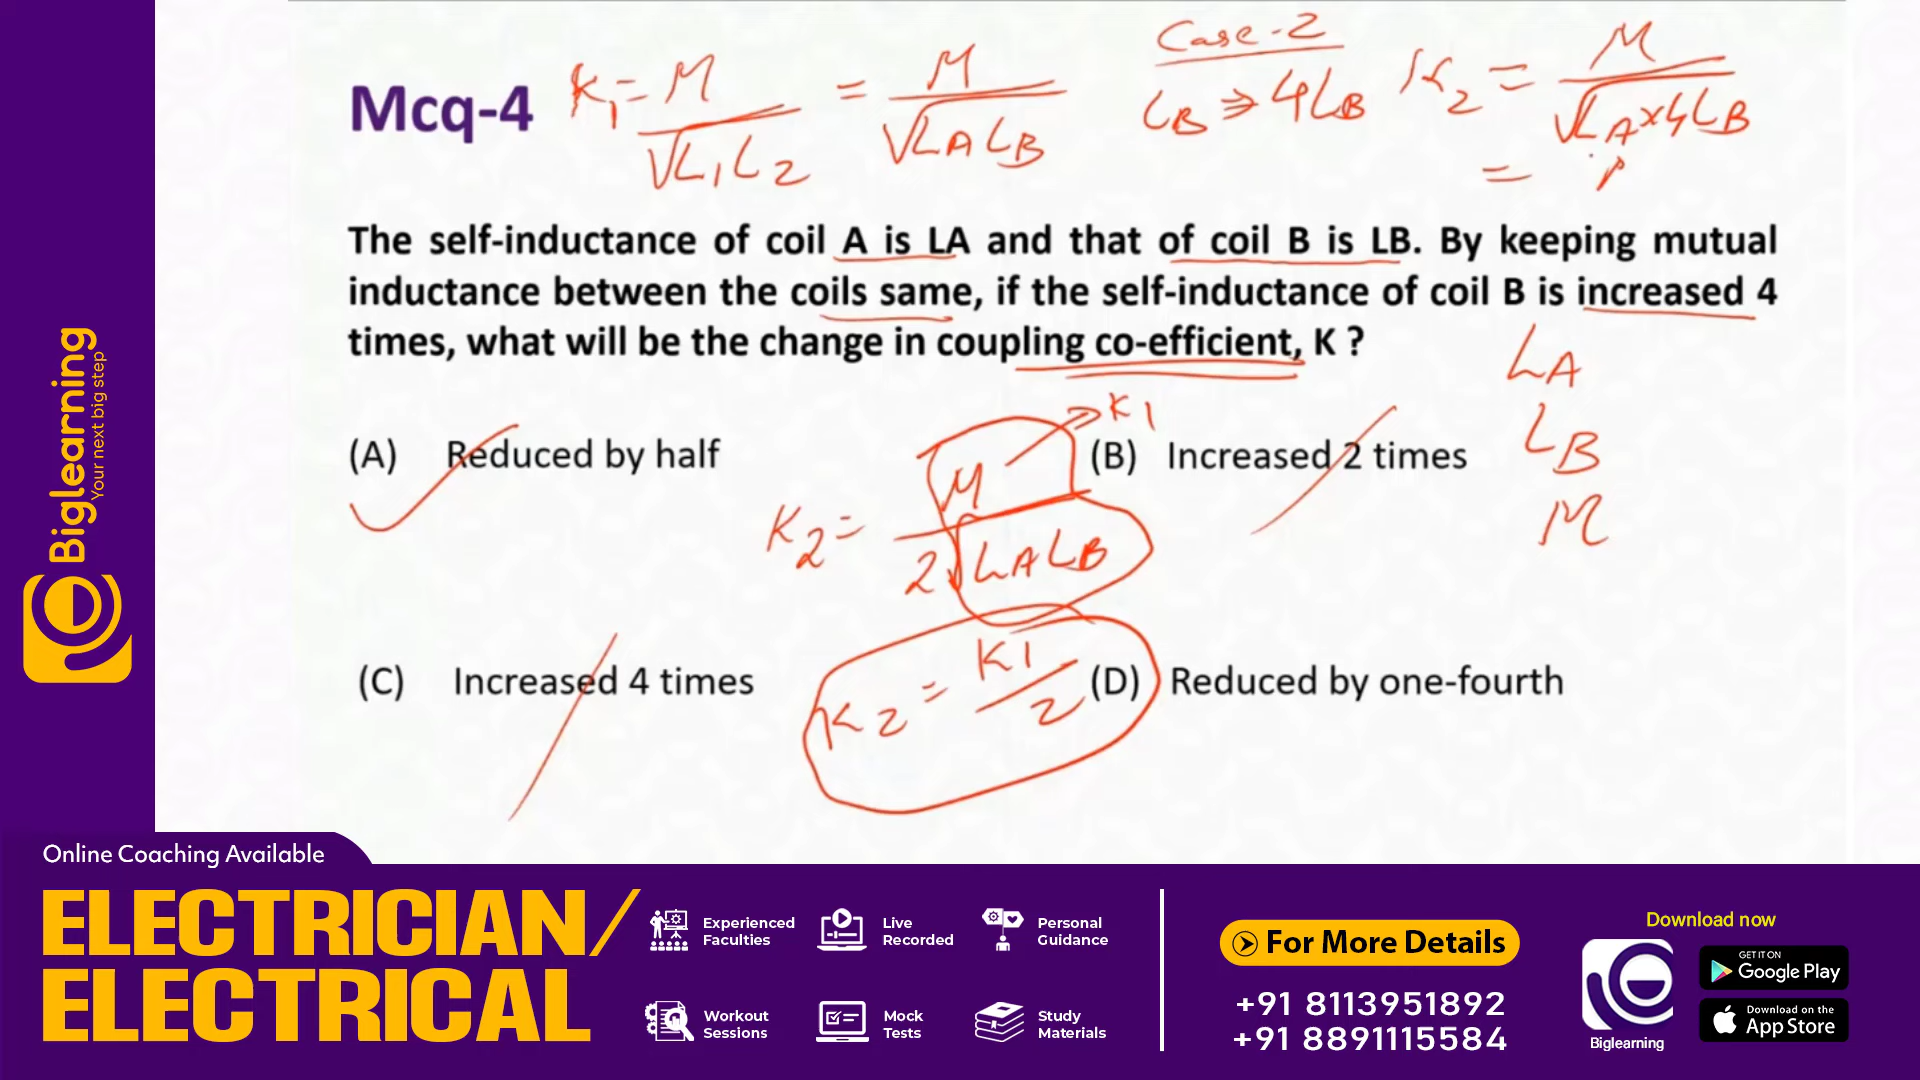 Case-2
Mcq-4 K1 = M/√L1L2 = M/√LALB LB ⇒ 4LB K2 = M/√LA×4LB
=
The self-inductance of coil A is LA and that of coil B is LB. By keeping mutual
inductance between the coils same, if the self-inductance of coil B is increased 4
times, what will be the change in coupling co-efficient, K ?
LA
LB
M
(A) Reduced by half
(B) Increased 2 times
K1
K2 = M/2√LALB
(C) Increased 4 times
K2 = K1/2
(D) Reduced by one-fourth
Biglearning
Your next big step
Online Coaching Available
ELECTRICIAN/
ELECTRICAL
Experienced
Faculties
Live
Recorded
Personal
Guidance
Workout
Sessions
Mock
Tests
Study
Materials
For More Details
+91 8113951892
+91 8891115584
Download now
Biglearning
GET IT ON
Google Play
Download on the
App Store